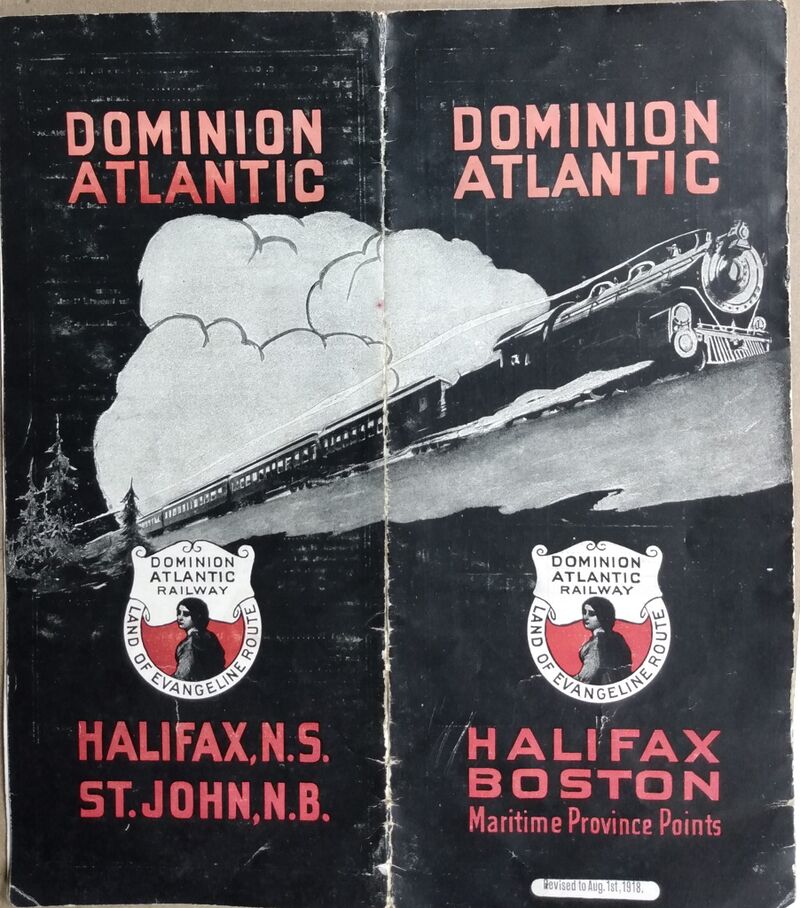 DOMINION
ATLANTIC
DOMINION
ATLANTIC
RAILWAY
LAND OF EVANGELINE ROUTE
HALIFAX, N.S.
ST. JOHN, N.B.
DOMINION
ATLANTIC
DOMINION
ATLANTIC
RAILWAY
LAND OF EVANGELINE ROUTE
HALIFAX
BOSTON
Maritime Province Points
Revised to Aug. 1st, 1918.